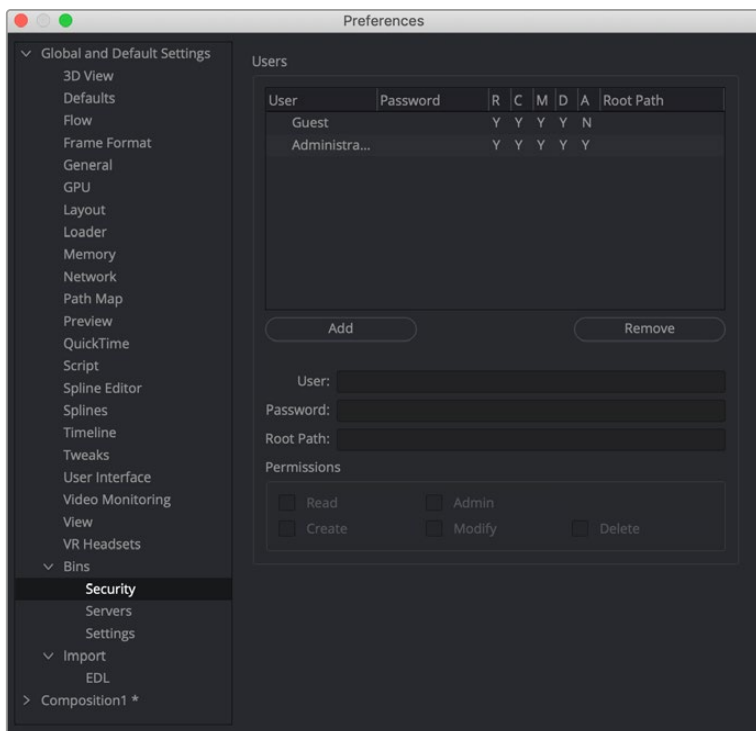 Preferences
Global and Default Settings
3D View
Defaults
Flow
Frame Format
General
GPU
Layout
Loader
Memory
Network
Path Map
Preview
QuickTime
Script
Spline Editor
Splines
Timeline
Tweaks
User Interface
Video Monitoring
View
VR Headsets
Bins
Security
Servers
Settings
Import
EDL
Composition1 *
Users
User Password R C M D A Root Path
Guest Y Y Y Y N
Administra... Y Y Y Y Y
Add Remove
User:
Password:
Root Path:
Permissions
Read Admin
Create Modify Delete